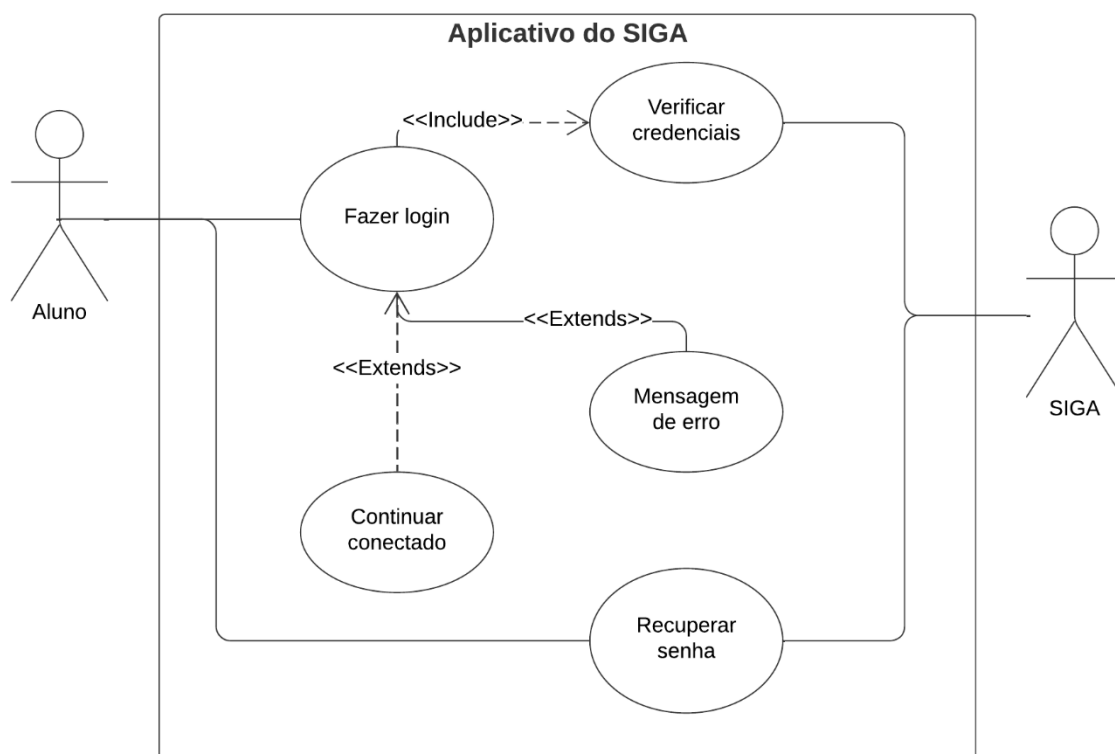 Aplicativo do SIGA
<<Include>>
Verificar
credenciais
Fazer login
Aluno
<<Extends>>
<<Extends>>
Mensagem
de erro
SIGA
Continuar
conectado
Recuperar
senha